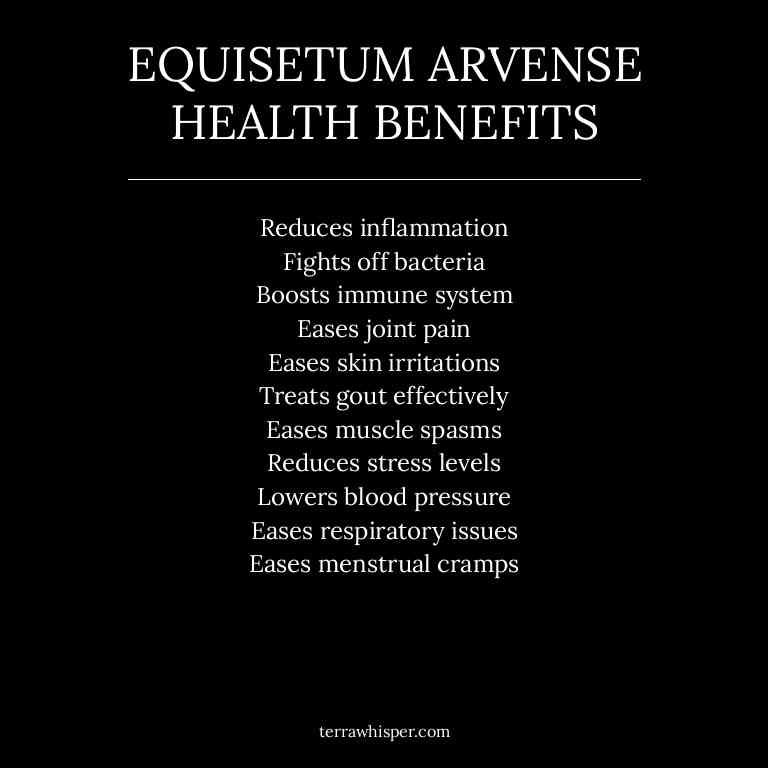 EQUISETUM ARVENSE
HEALTH BENEFITS
Reduces inflammation
Fights off bacteria
Boosts immune system
Eases joint pain
Eases skin irritations
Treats gout effectively
Eases muscle spasms
Reduces stress levels
Lowers blood pressure
Eases respiratory issues
Eases menstrual cramps
terrawhisper.com